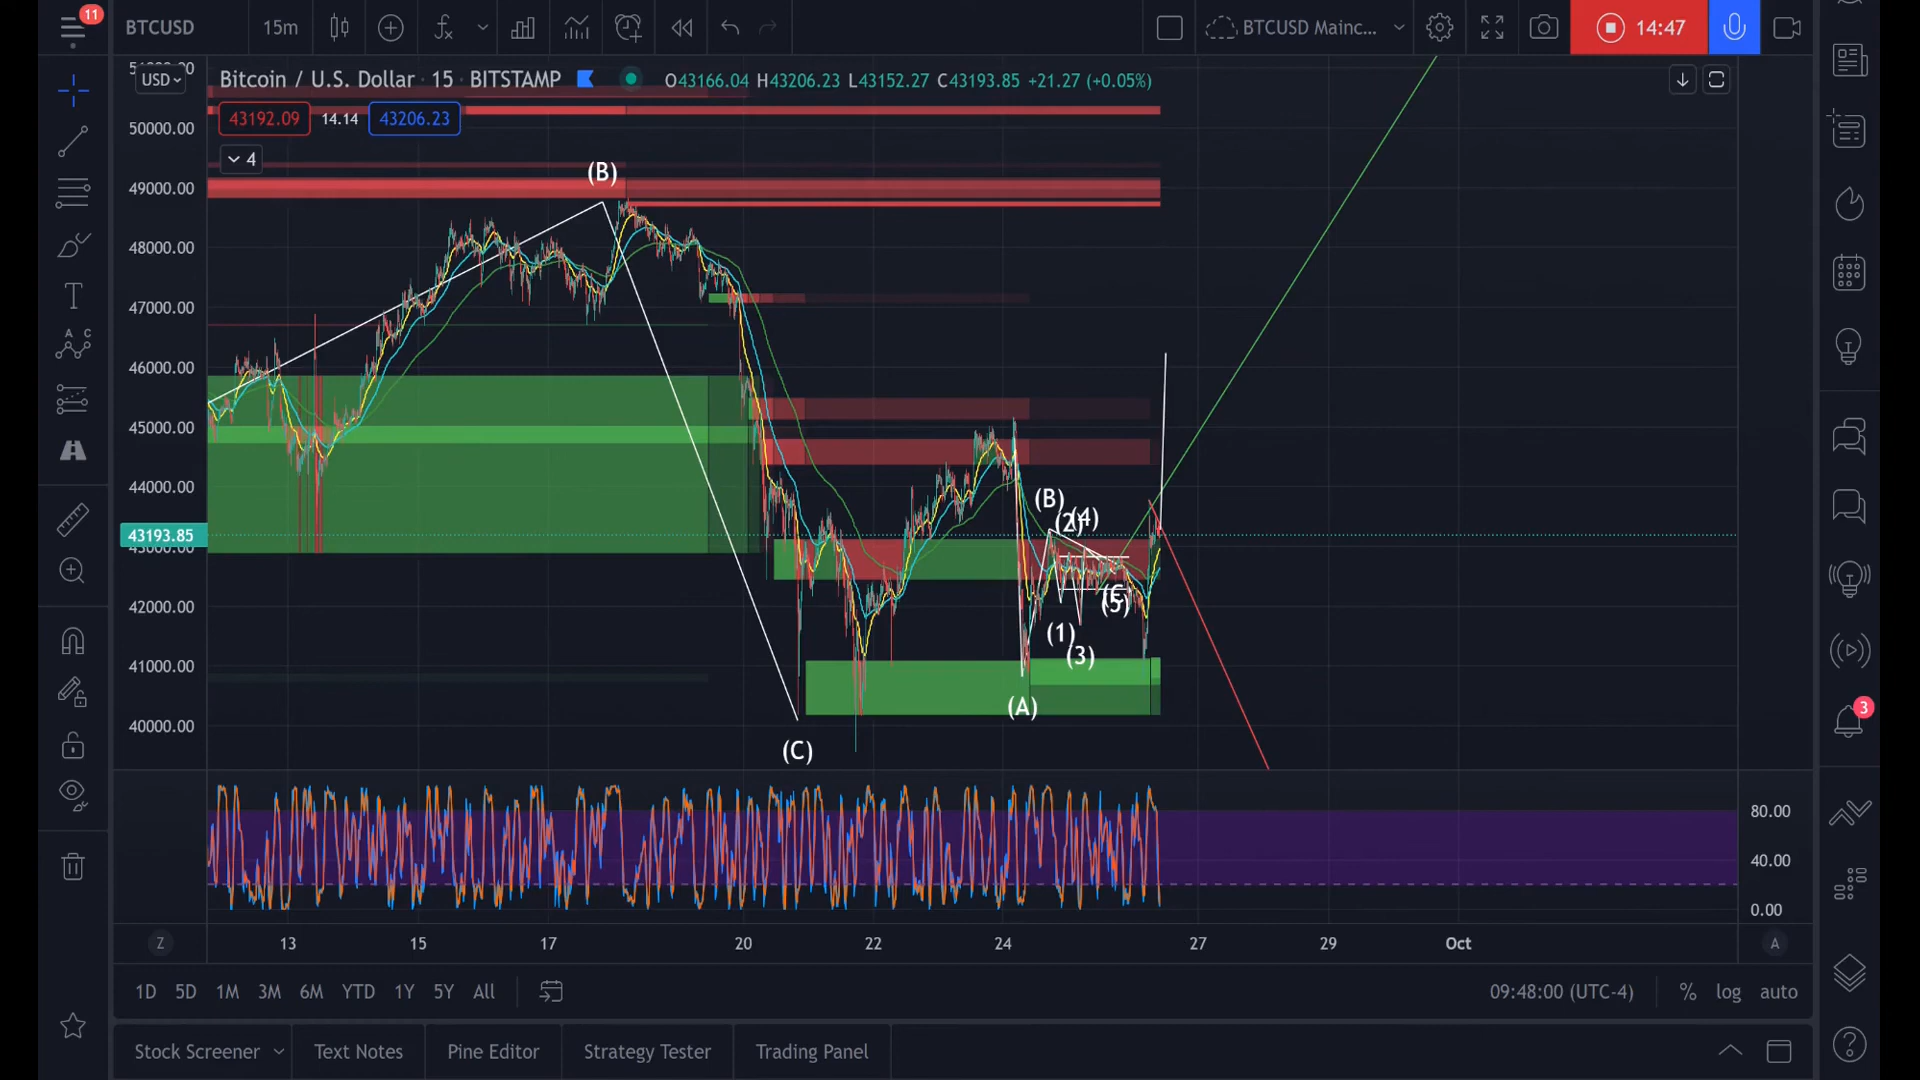 11
BTCUSD
15m
BTCUSD Mainc...
14:47
USD
Bitcoin / U.S. Dollar · 15 · BITSTAMP
O43166.04 H43206.23 L43152.27 C43193.85 +21.27 (+0.05%)
43192.09
14.14
43206.23
4
50000.00
49000.00
48000.00
47000.00
46000.00
45000.00
44000.00
43193.85
42000.00
41000.00
40000.00
(B)
(C)
(A)
(B)
(2)
(4)
(1)
(3)
(5)
A C
B
3
80.00
40.00
0.00
Z
13
15
17
20
22
24
27
29
Oct
A
1D
5D
1M
3M
6M
YTD
1Y
5Y
All
09:48:00 (UTC-4)
%
log
auto
Stock Screener
Text Notes
Pine Editor
Strategy Tester
Trading Panel